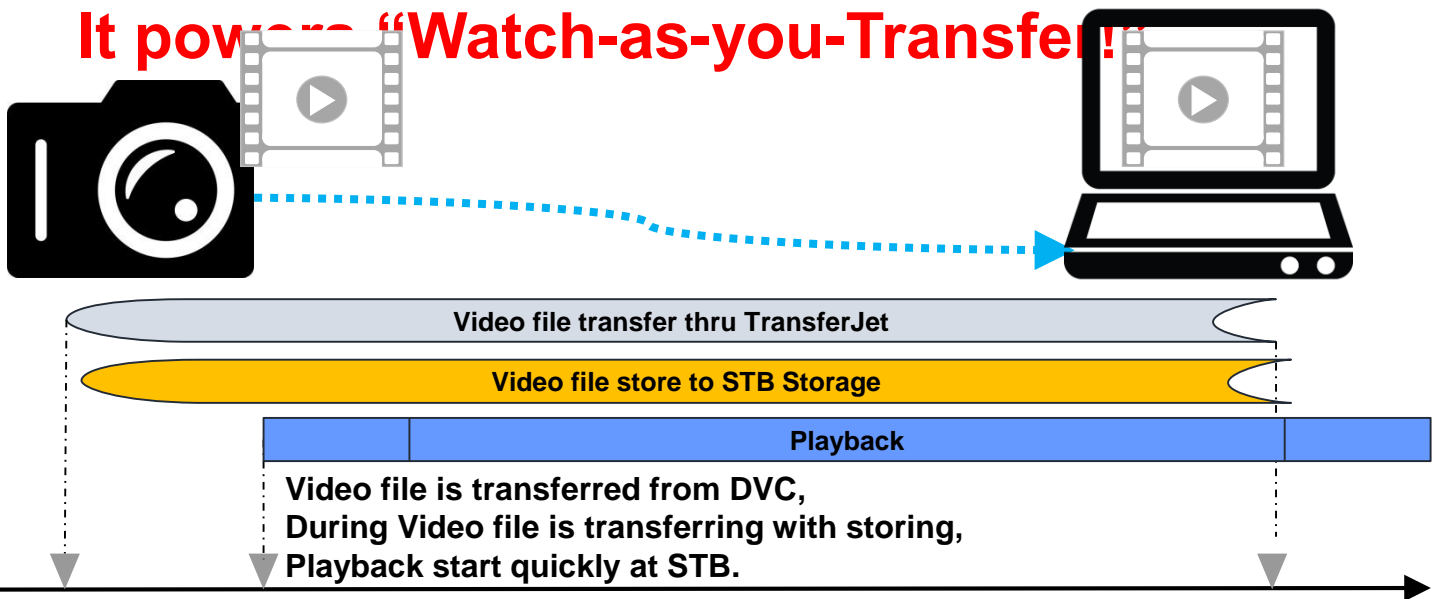 It powers “Watch-as-you-Transfer!”
Video file transfer thru TransferJet
Video file store to STB Storage
Playback
Video file is transferred from DVC,
During Video file is transferring with storing,
Playback start quickly at STB.